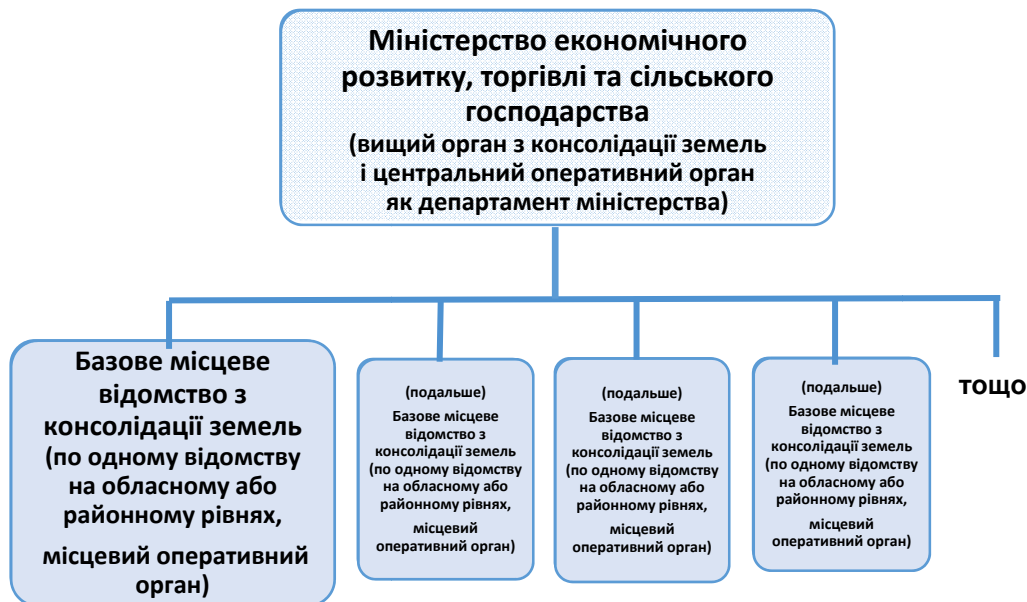 Міністерство економічного
розвитку, торгівлі та сільського
господарства
(вищий орган з консолідації земель
і центральний оперативний орган
як департамент міністерства)
Базове місцеве
відомство з
консолідації земель
(по одному відомству
на обласному або
районному рівнях,
місцевий оперативний
орган)
(подальше)
Базове місцеве
відомство з
консолідації земель
(по одному відомству
на обласному або
районному рівнях,
місцевий
оперативний орган)
(подальше)
Базове місцеве
відомство з
консолідації земель
(по одному відомству
на обласному або
районному рівнях,
місцевий
оперативний орган)
(подальше)
Базове місцеве
відомство з
консолідації земель
(по одному відомству
на обласному або
районному рівнях,
місцевий
оперативний орган)
тощо